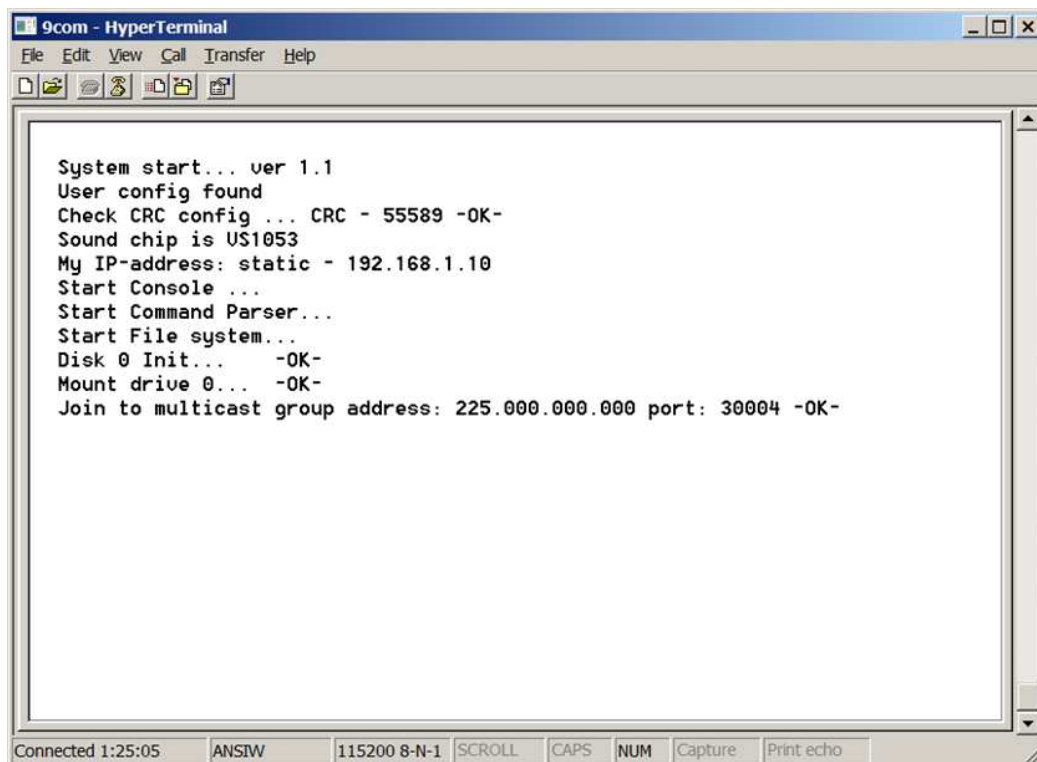 9com - HyperTerminal
File Edit View Call Transfer Help
System start... ver 1.1
User config found
Check CRC config ... CRC - 55589 -OK-
Sound chip is VS1053
My IP-address: static - 192.168.1.10
Start Console ...
Start Command Parser...
Start File system...
Disk 0 Init... -OK-
Mount drive 0... -OK-
Join to multicast group address: 225.000.000.000 port: 30004 -OK-
Connected 1:25:05 ANSIW 115200 8-N-1 SCROLL CAPS NUM Capture Print echo